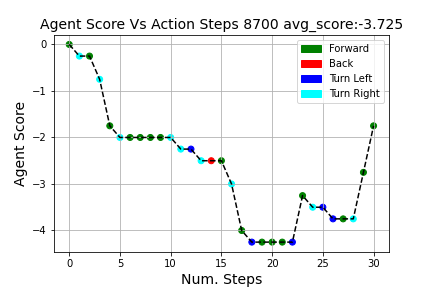 Agent Score Vs Action Steps 8700 avg_score:-3.725
Forward
Back
Turn Left
Turn Right
Agent Score
0
−1
−2
−3
−4
0 5 10 15 20 25 30
Num. Steps